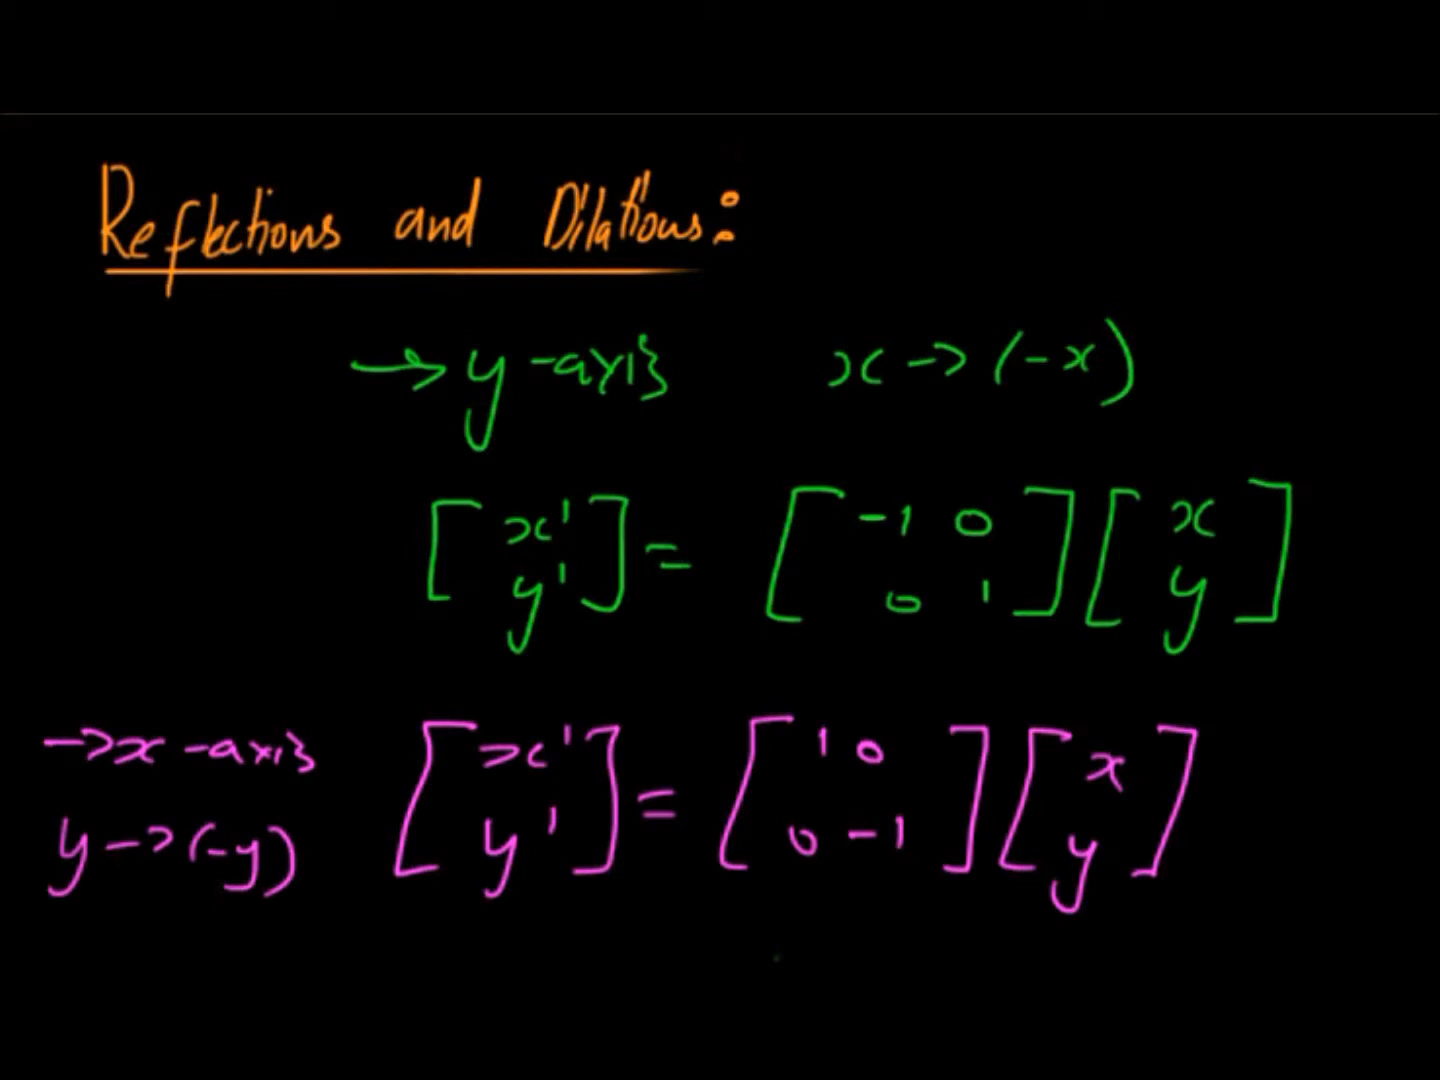 Reflections and Dilations:
→ y-axis x → (-x)
[x' y'] = [-1 0 0 1] [x y]
→ x-axis
y → (-y)
[x' y'] = [1 0 0 -1] [x y]